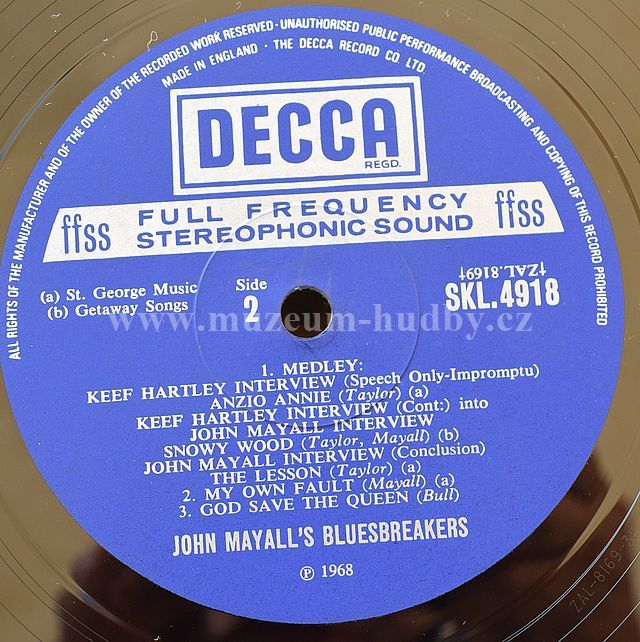 ALL RIGHTS OF THE MANUFACTURER AND OF THE OWNER OF THE RECORDED WORK RESERVED · UNAUTHORISED PUBLIC PERFORMANCE BROADCASTING AND COPYING OF THIS RECORD PROHIBITED
MADE IN ENGLAND · THE DECCA RECORD CO. LTD.
DECCA
REGD.
ffss FULL FREQUENCY STEREOPHONIC SOUND ffss
(a) St. George Music
(b) Getaway Songs
Side
2
‡ZAL.8169‡
SKL.4918
www.muzeum-hudby.cz
1. MEDLEY:
KEEF HARTLEY INTERVIEW (Speech Only-Impromptu)
ANZIO ANNIE (Taylor) (a)
KEEF HARTLEY INTERVIEW (Cont:) into
JOHN MAYALL INTERVIEW
SNOWY WOOD (Taylor, Mayall) (b)
JOHN MAYALL INTERVIEW (Conclusion)
THE LESSON (Taylor) (a)
2. MY OWN FAULT (Mayall) (a)
3. GOD SAVE THE QUEEN (Bull)
JOHN MAYALL'S BLUESBREAKERS
℗ 1968